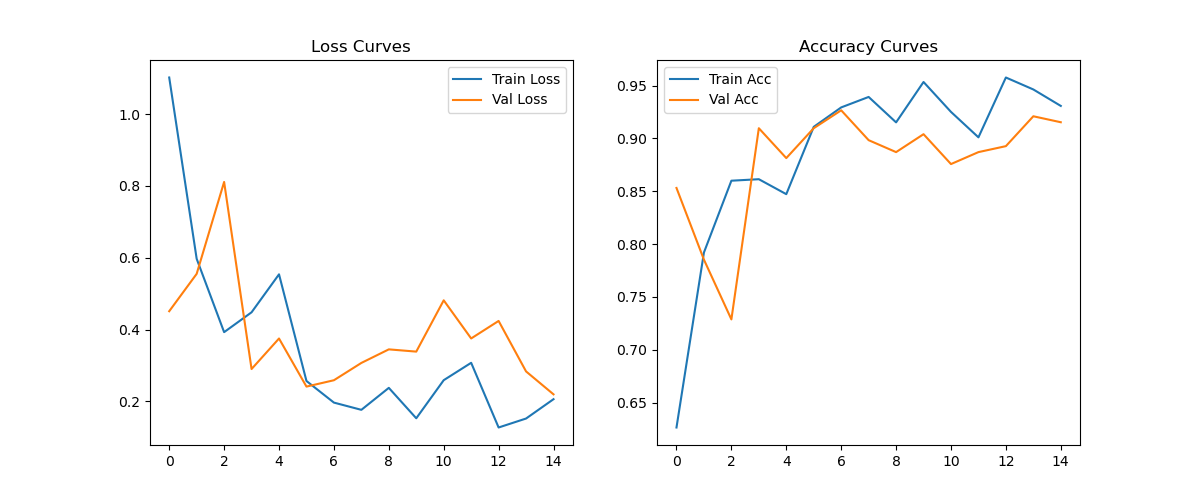 Loss Curves
Train Loss
Val Loss
1.0
0.8
0.6
0.4
0.2
0 2 4 6 8 10 12 14
Accuracy Curves
Train Acc
Val Acc
0.95
0.90
0.85
0.80
0.75
0.70
0.65
0 2 4 6 8 10 12 14